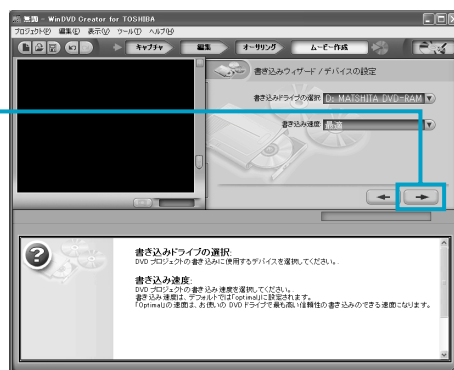 無題 - WinDVD Creator for TOSHIBA
プロジェクト(P) 編集(E) 表示(V) ツール(T) ヘルプ(H)
キャプチャ 編集 オーサリング ムービー作成
書き込みウィザード / デバイスの設定
書き込みドライブの選択: D: MATSHITA DVD-RAM
書き込み速度: 最適
書き込みドライブの選択:
DVD プロジェクトの書き込みに使用するデバイスを選択してください。.
書き込み速度:
DVD プロジェクトの書き込み速度を選択してください。.
書き込み速度は、デフォルトでは「optimal」に設定されます。
「Optimal」の速度は、お使いの DVD ドライブで最も高い信頼性の書き込みのできる速度になります。